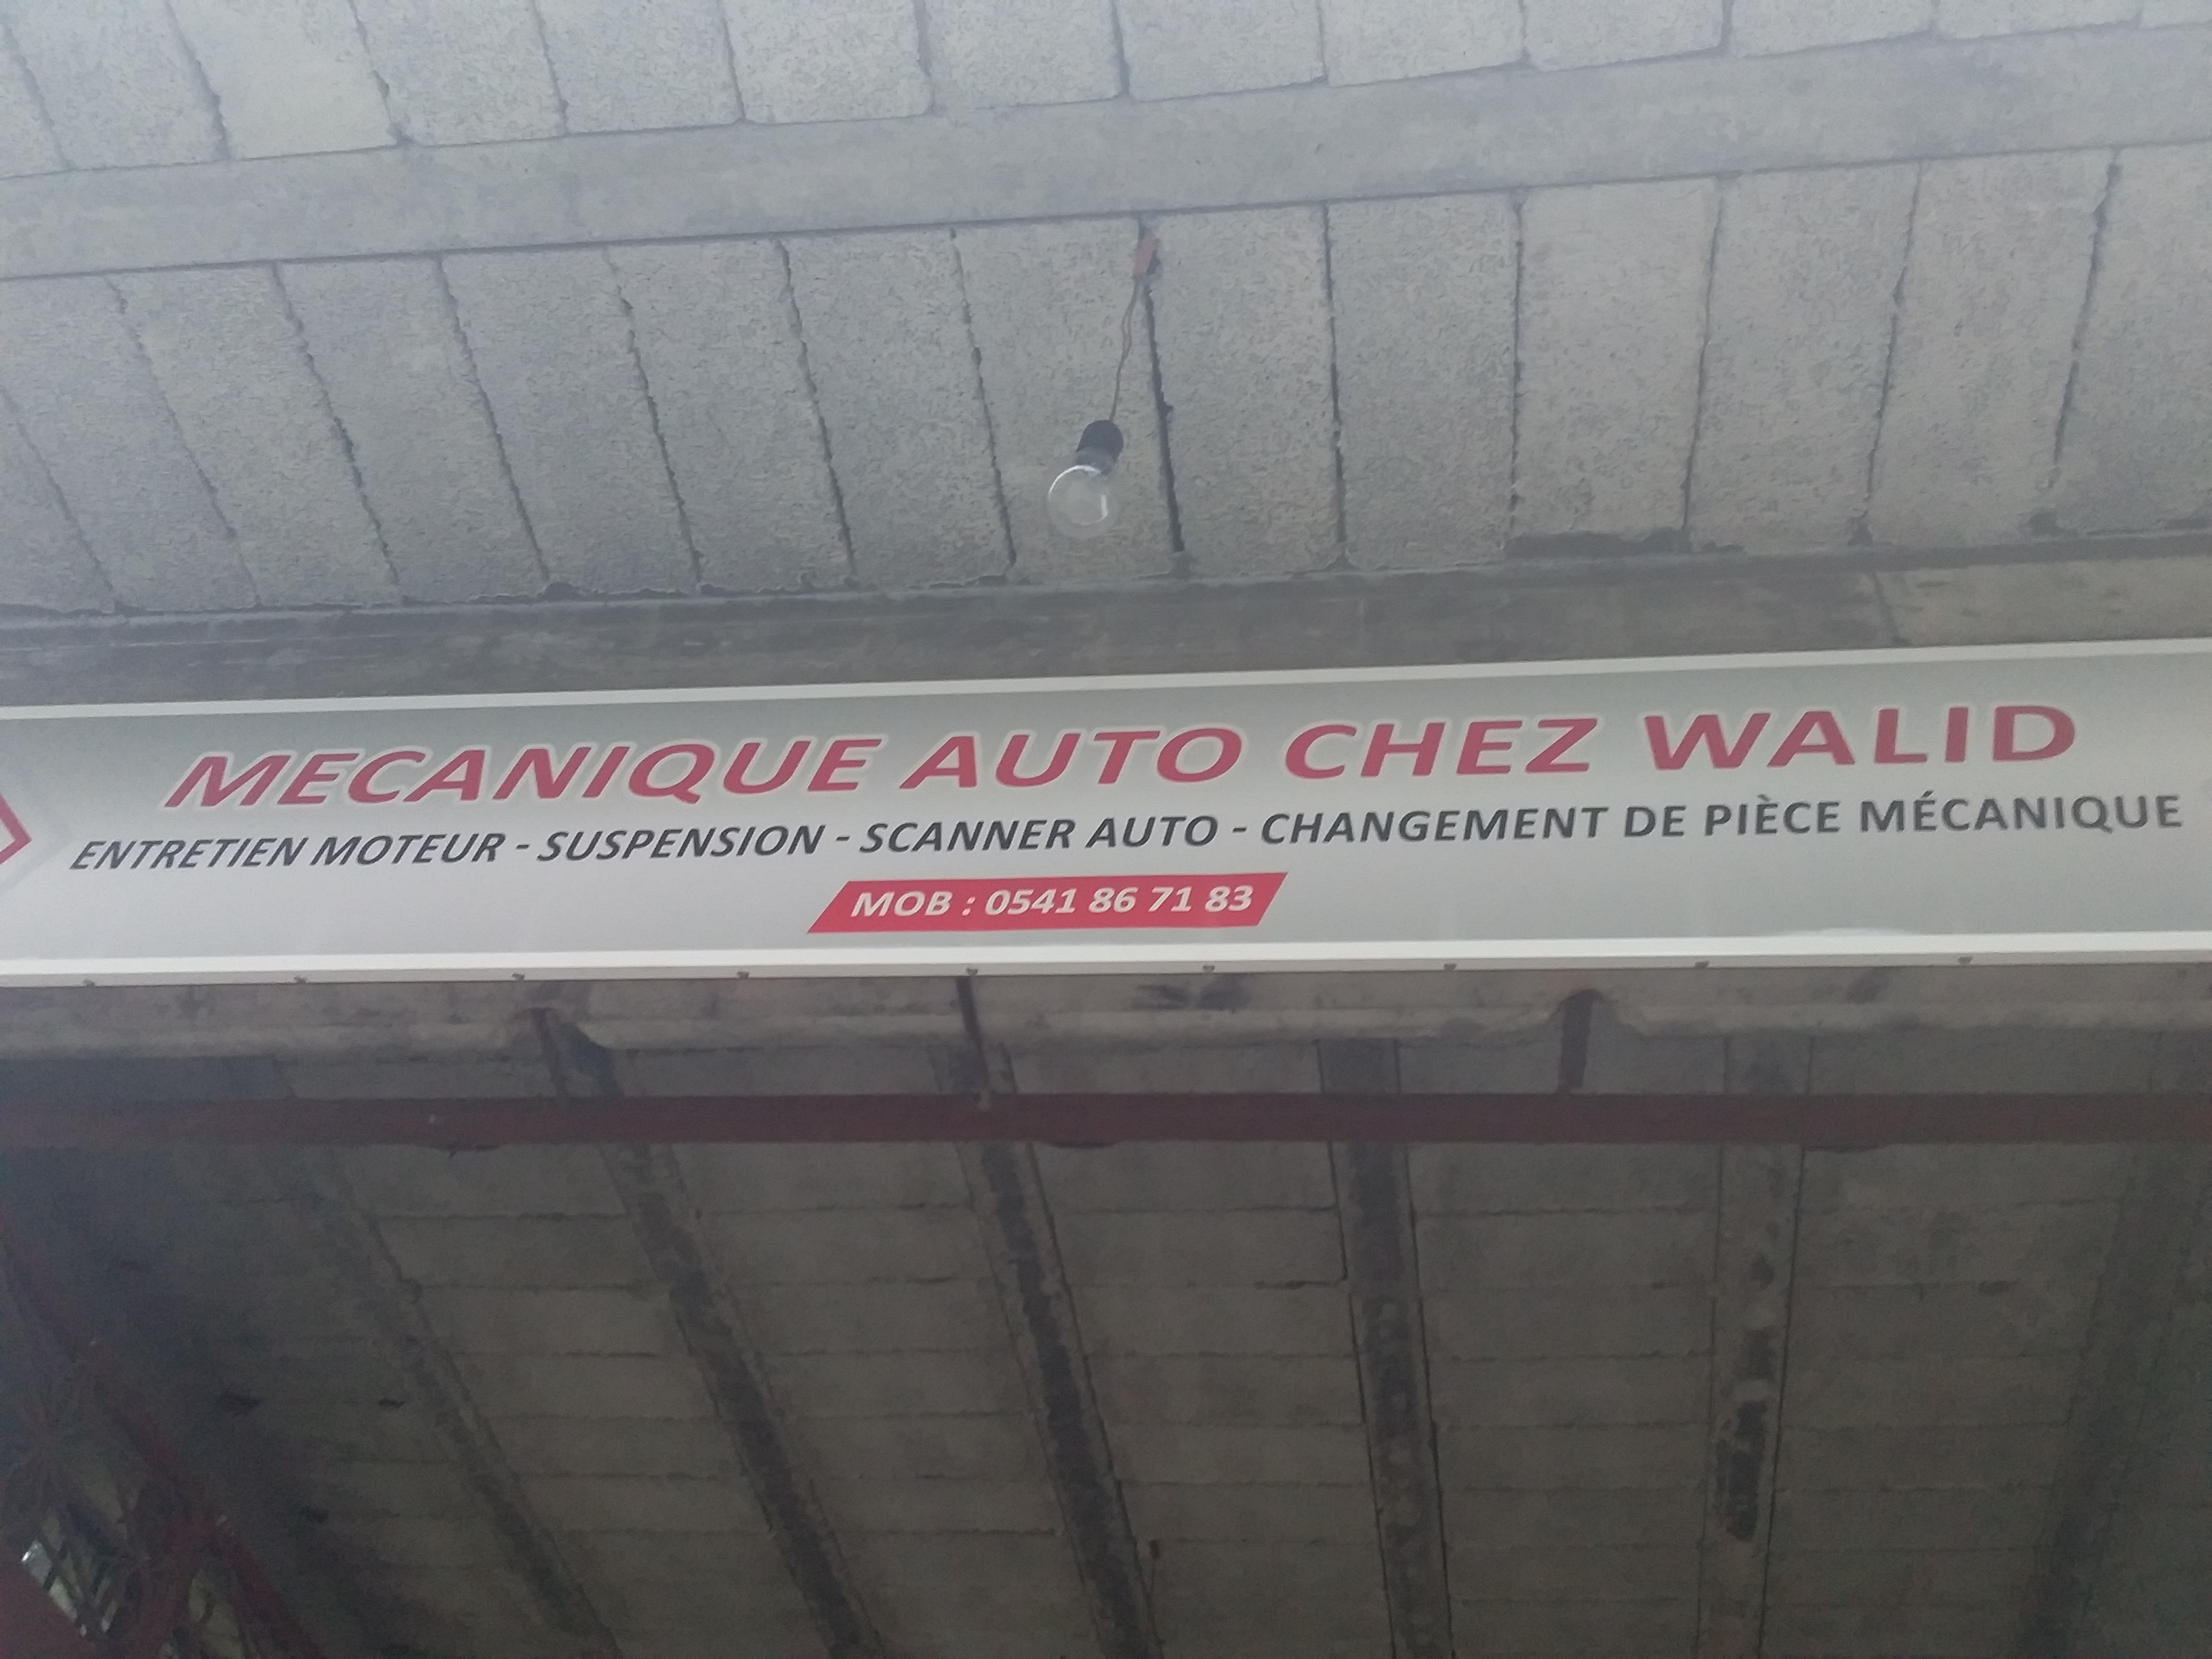 MECANIQUE AUTO CHEZ WALID
ENTRETIEN MOTEUR - SUSPENSION - SCANNER AUTO - CHANGEMENT DE PIÈCE MÉCANIQUE
MOB : 0541 86 71 83